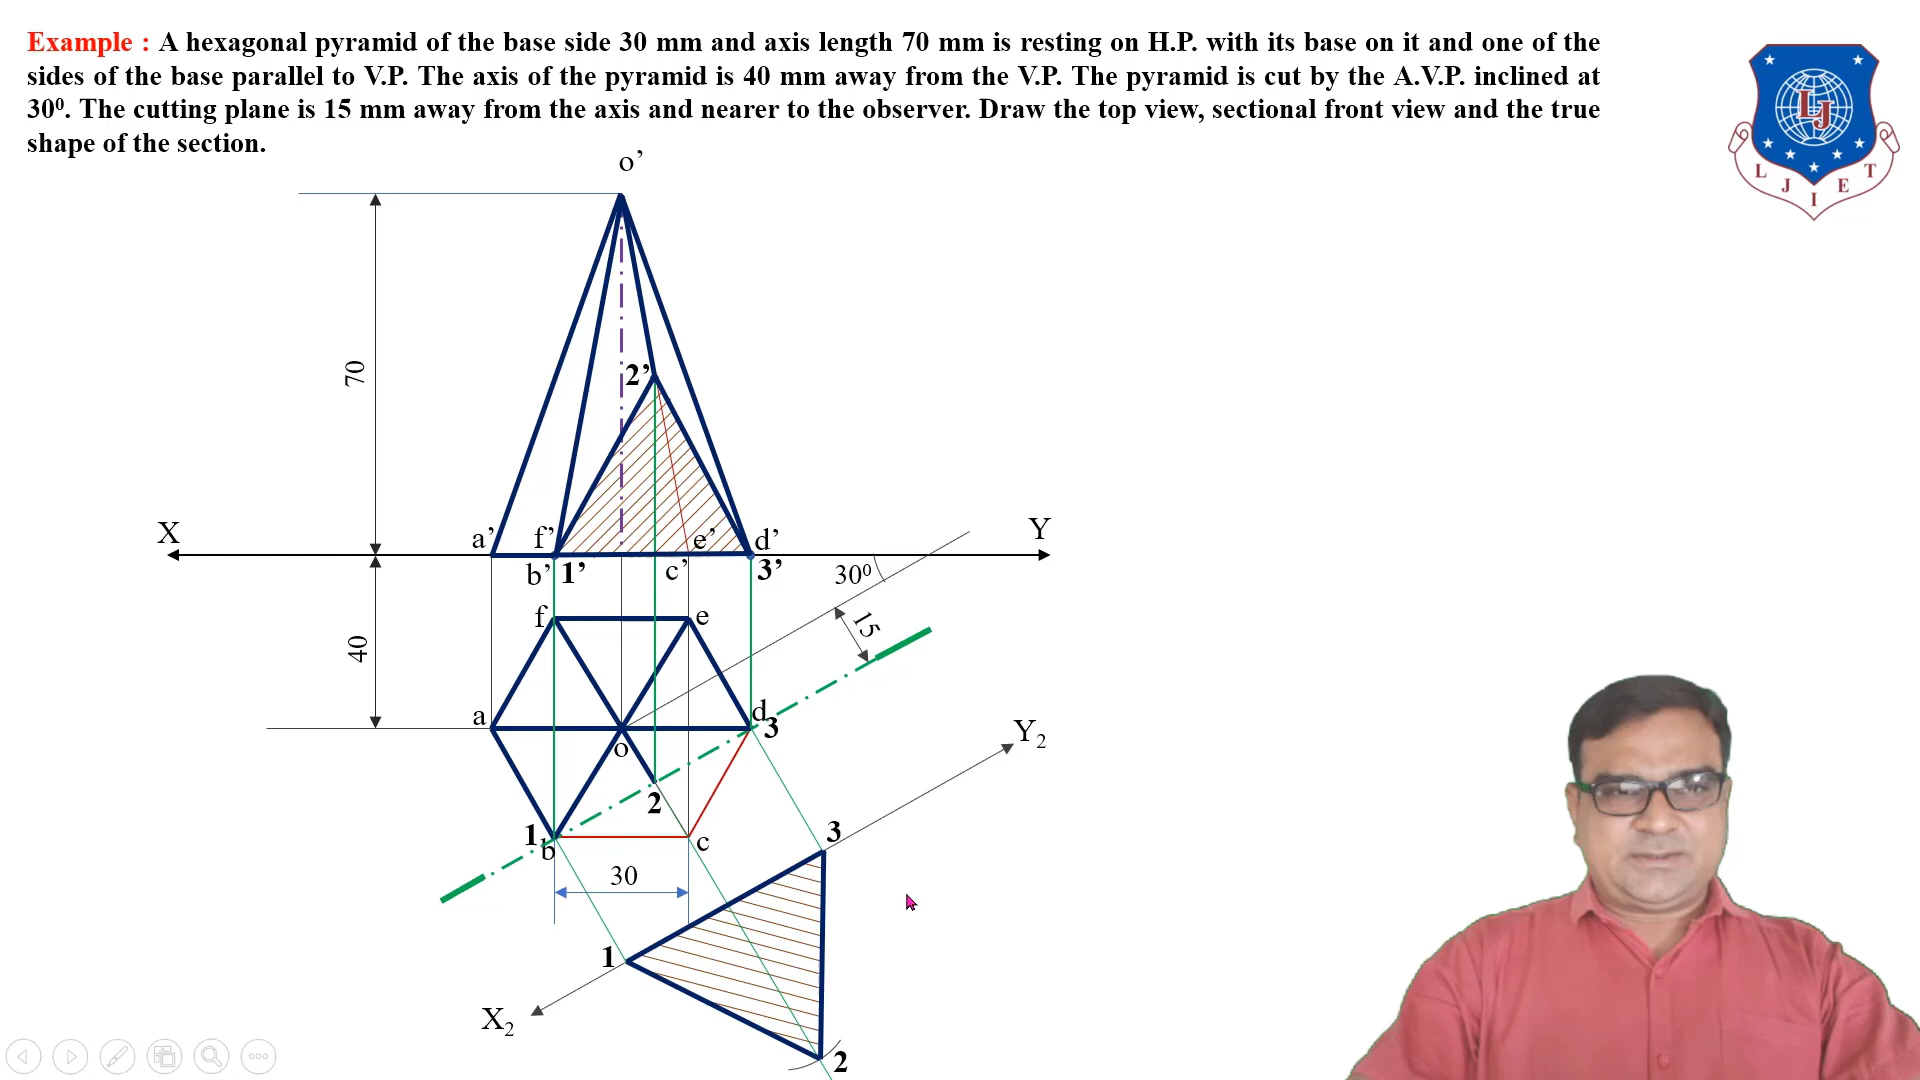 Example : A hexagonal pyramid of the base side 30 mm and axis length 70 mm is resting on H.P. with its base on it and one of the
sides of the base parallel to V.P. The axis of the pyramid is 40 mm away from the V.P. The pyramid is cut by the A.V.P. inclined at
30⁰. The cutting plane is 15 mm away from the axis and nearer to the observer. Draw the top view, sectional front view and the true
shape of the section.
LJ
L J I E T
o’
70
2’
X
a’ f’ e’ d’
Y
b’ 1’ c’ 3’
30⁰
f e
15
40
a d
3
o
Y₂
2
1
b c
3
30
1
X₂
2